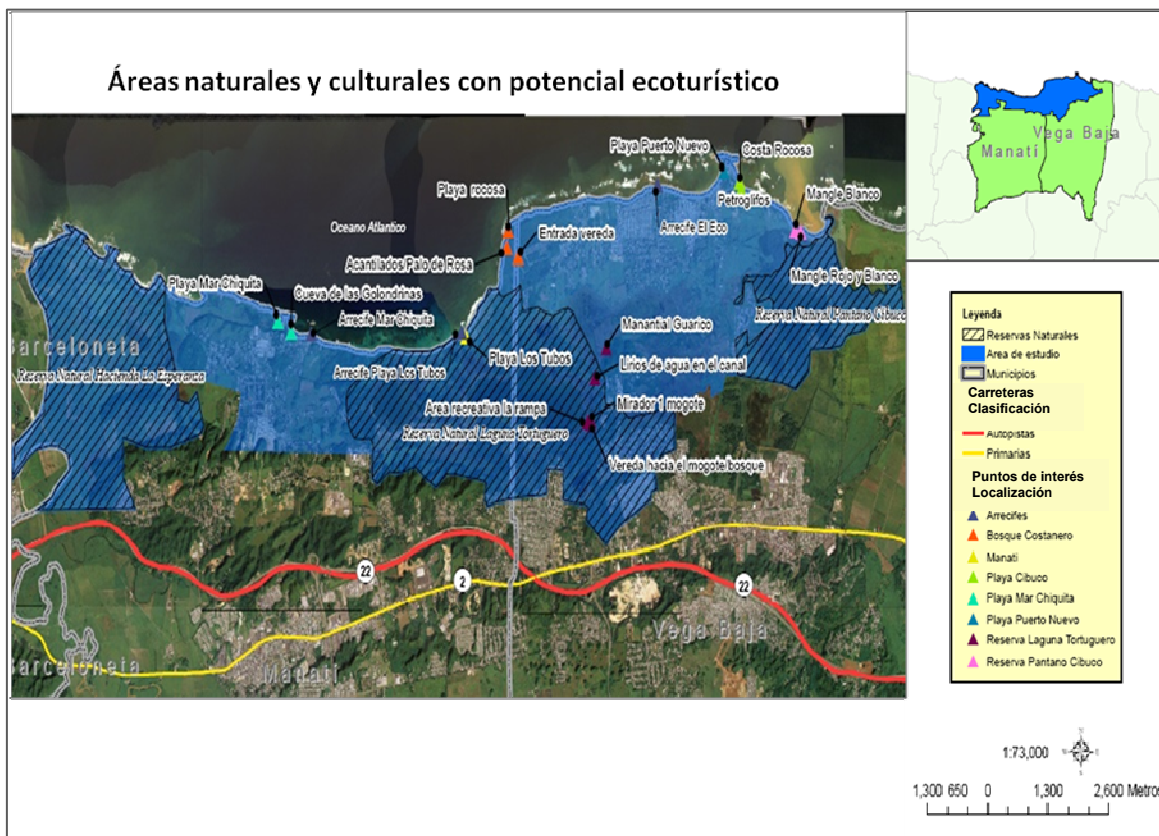 Áreas naturales y culturales con potencial ecoturístico
Vega Baja
Manatí
Playa Puerto Nuevo
Costa Rocosa
Playa rocosa
Petroglifos
Mangle Blanco
Oceano Atlantico
Entrada vereda
Arrecife El Eco
Acantilados/Palo de Rosa
Mangle Rojo y Blanco
Playa Mar Chiquita
Cueva de las Golondrinas
Reserva Natural Pantano Cibuco
Arrecife Mar Chiquita
Manantial Guarico
Barceloneta
Playa Los Tubos
Lirios de agua en el canal
Reserva Natural Hacienda La Esperanza
Arrecife Playa Los Tubos
Area recreativa la rampa
Mirador 1 mogote
Reserva Natural Laguna Tortuguero
Vereda hacia el mogote/bosque
22
2
22
Vega Baja
Barceloneta
Manatí
Leyenda
Reservas Naturales
Area de estudio
Municipios
Carreteras
Clasificación
Autopistas
Primarias
Puntos de interés
Localización
Arrecifes
Bosque Costanero
Manati
Playa Cibuco
Playa Mar Chiquita
Playa Puerto Nuevo
Reserva Laguna Tortuguero
Reserva Pantano Cibuco
1:73,000
1,300 650 0 1,300 2,600 Metros